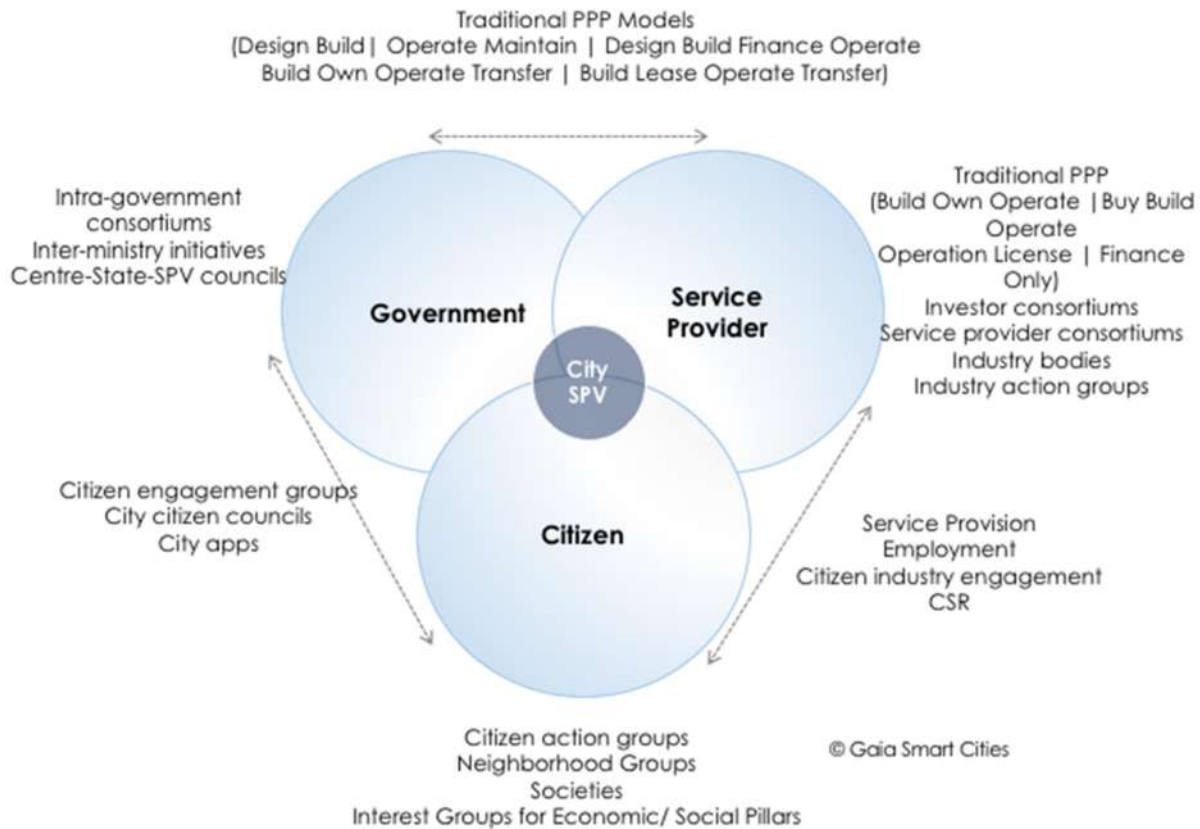 Traditional PPP Models
(Design Build| Operate Maintain | Design Build Finance Operate
Build Own Operate Transfer | Build Lease Operate Transfer)
Intra-government
consortiums
Inter-ministry initiatives
Centre-State-SPV councils
Traditional PPP
(Build Own Operate |Buy Build
Operate
Operation License | Finance
Only)
Investor consortiums
Service provider consortiums
Industry bodies
Industry action groups
Government
Service
Provider
City
SPV
Citizen engagement groups
City citizen councils
City apps
Citizen
Service Provision
Employment
Citizen industry engagement
CSR
Citizen action groups
Neighborhood Groups
Societies
Interest Groups for Economic/ Social Pillars
© Gaia Smart Cities